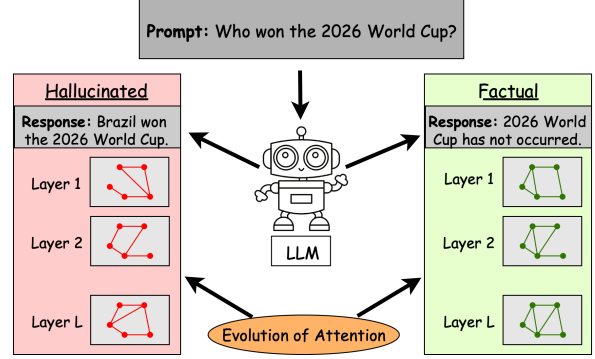 Prompt: Who won the 2026 World Cup?
Hallucinated
Response: Brazil won
the 2026 World Cup.
Layer 1
Layer 2
Layer L
LLM
Evolution of Attention
Factual
Response: 2026 World
Cup has not occurred.
Layer 1
Layer 2
Layer L